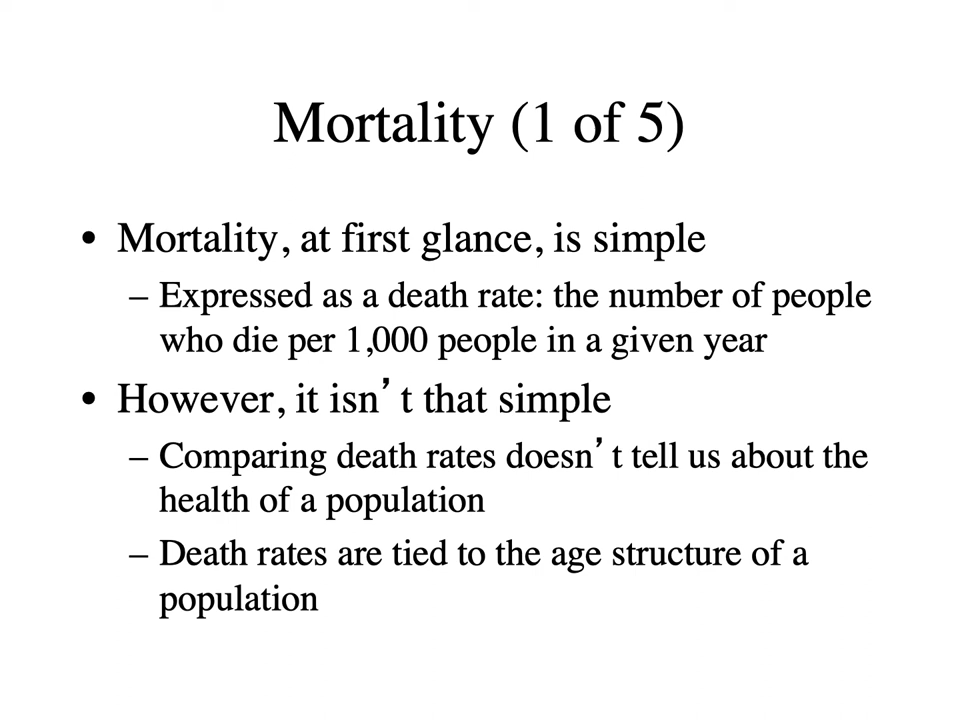 Mortality (1 of 5)
• Mortality, at first glance, is simple
– Expressed as a death rate: the number of people
who die per 1,000 people in a given year
• However, it isn’t that simple
– Comparing death rates doesn’t tell us about the
health of a population
– Death rates are tied to the age structure of a
population